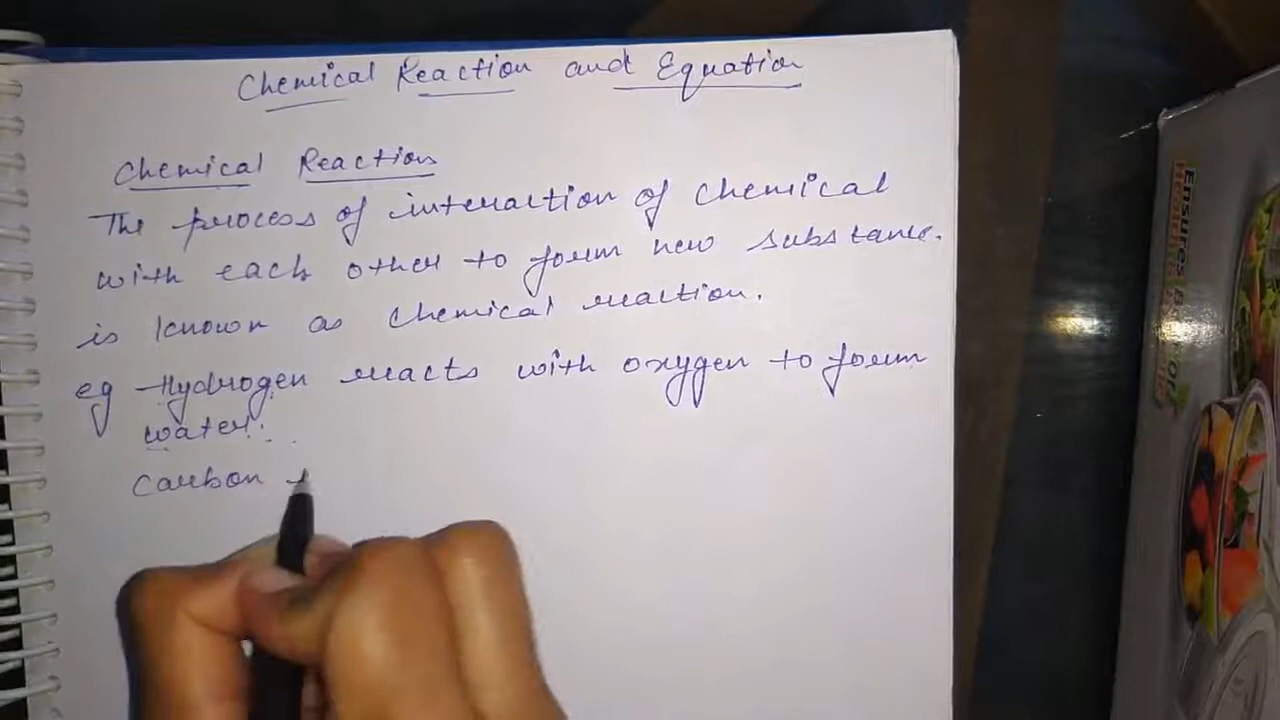 Chemical Reaction and Equation
Chemical Reaction
The process of interaction of chemical
with each other to form new substance.
is known as chemical reaction.
eg Hydrogen reacts with oxygen to form
water.
Carbon
Ensures B